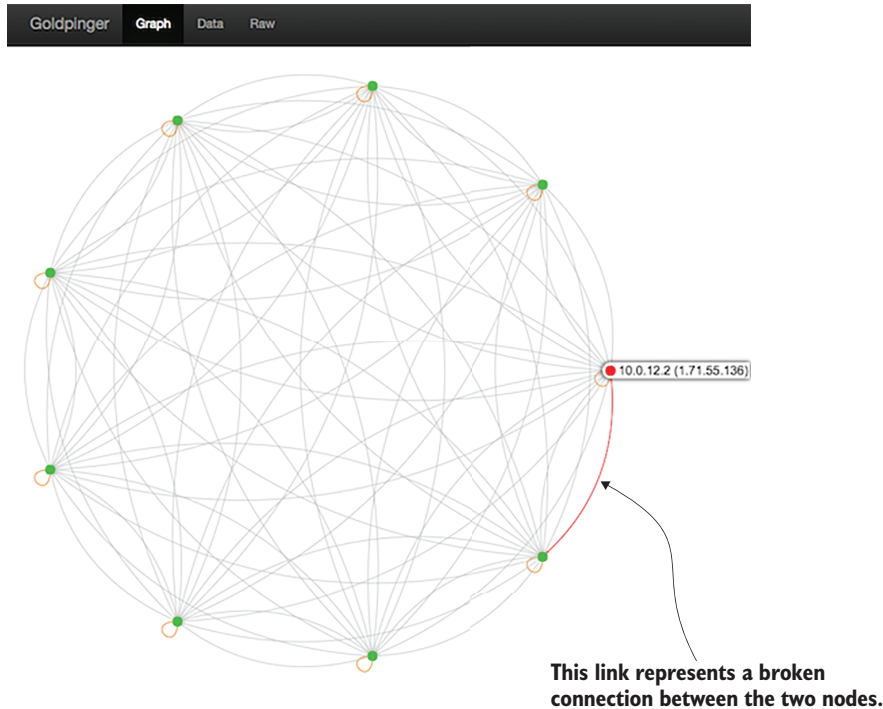 Goldpinger Graph Data Raw
10.0.12.2 (1.71.55.136)
This link represents a broken
connection between the two nodes.